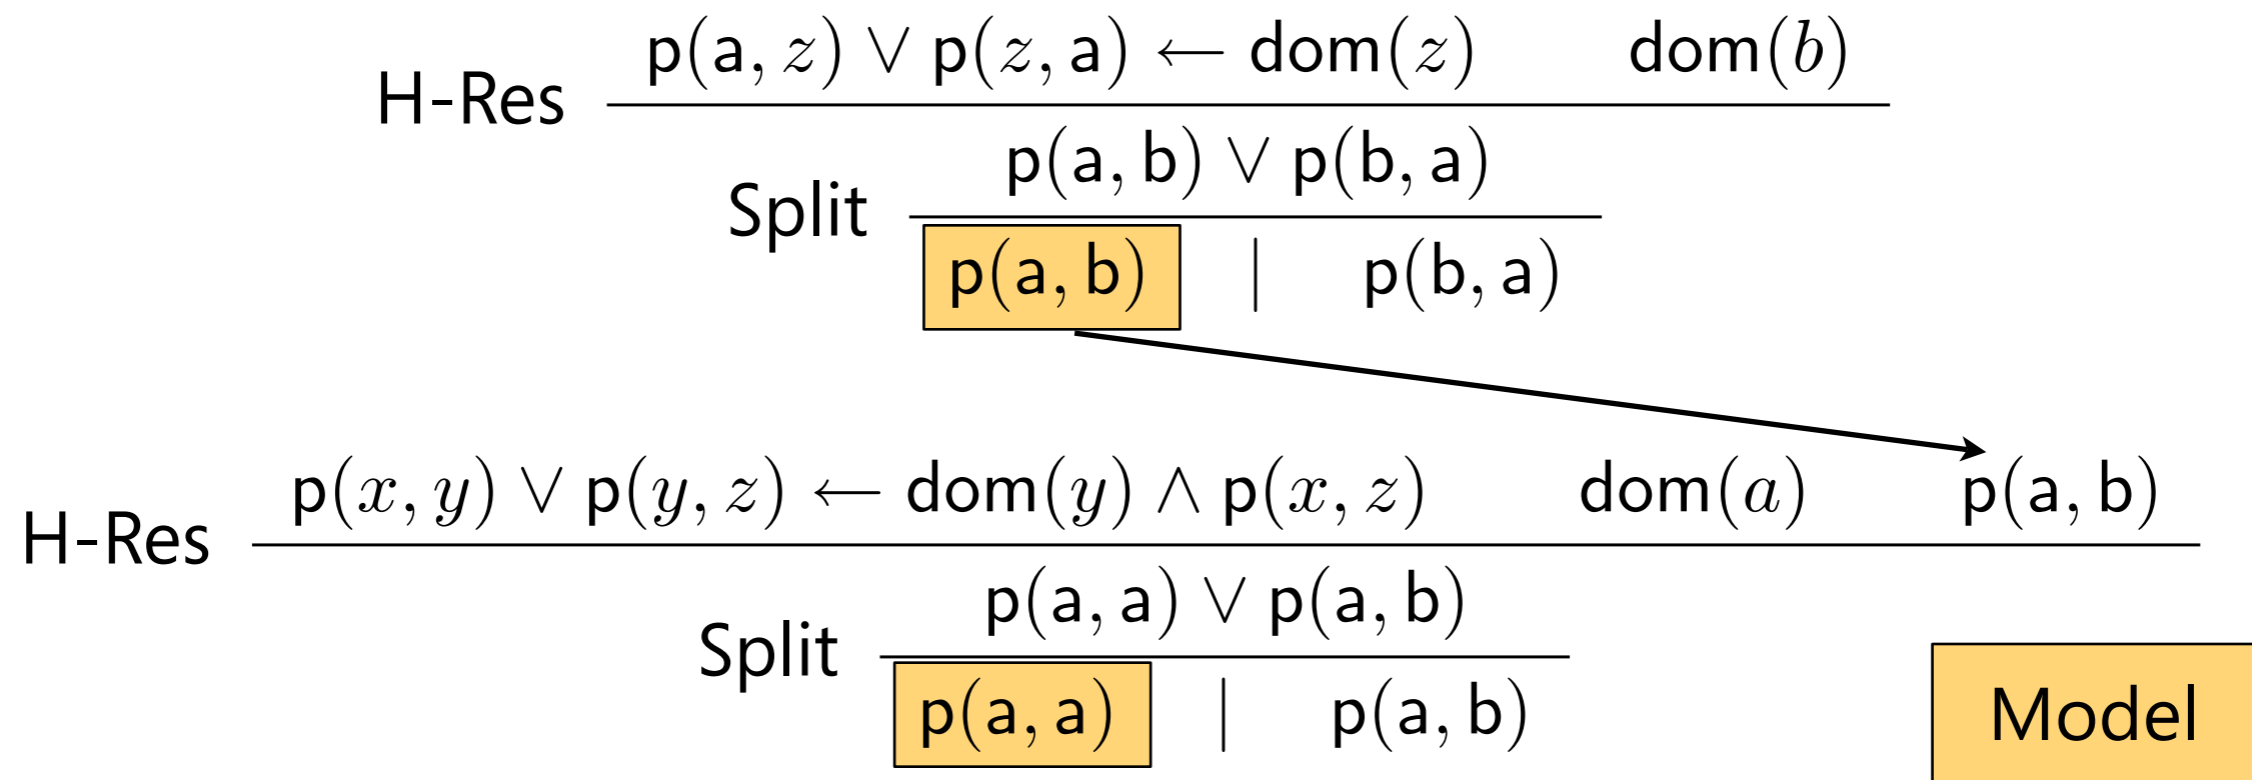 H-Res p(a, z) ∨ p(z, a) ← dom(z) dom(b)
p(a, b) ∨ p(b, a)
Split
p(a, b) | p(b, a)
H-Res p(x, y) ∨ p(y, z) ← dom(y) ∧ p(x, z) dom(a) p(a, b)
p(a, a) ∨ p(a, b)
Split
p(a, a) | p(a, b)
Model